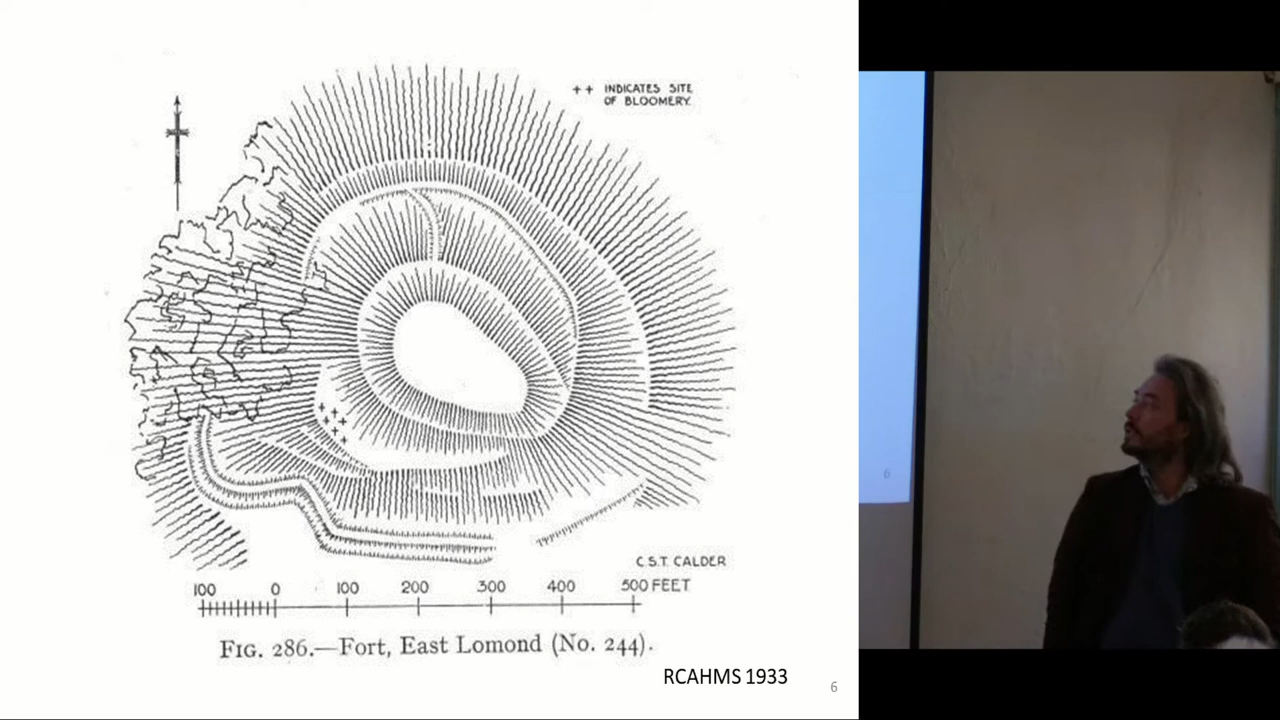 ++ INDICATES SITE
OF BLOOMERY.
C.S.T. CALDER
100 0 100 200 300 400 500 FEET
FIG. 286.—Fort, East Lomond (No. 244).
RCAHMS 1933
6
6